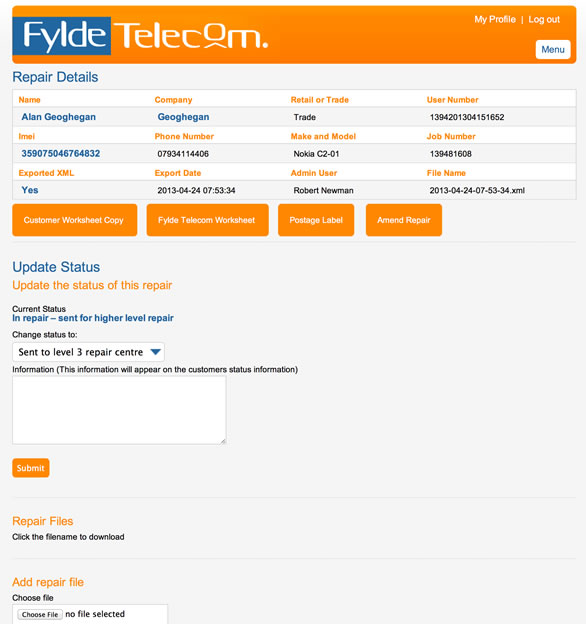 Fylde Telecom.
My Profile | Log out
Menu
Repair Details
Name Company Retail or Trade User Number
Alan Geoghegan Geoghegan Trade 1394201304151652
Imei Phone Number Make and Model Job Number
359075046764832 07934114406 Nokia C2-01 139481608
Exported XML Export Date Admin User File Name
Yes 2013-04-24 07:53:34 Robert Newman 2013-04-24-07-53-34.xml
Customer Worksheet Copy Fylde Telecom Worksheet Postage Label Amend Repair
Update Status
Update the status of this repair
Current Status
In repair – sent for higher level repair
Change status to:
Sent to level 3 repair centre
Information (This information will appear on the customers status information)
Submit
Repair Files
Click the filename to download
Add repair file
Choose file
Choose File no file selected